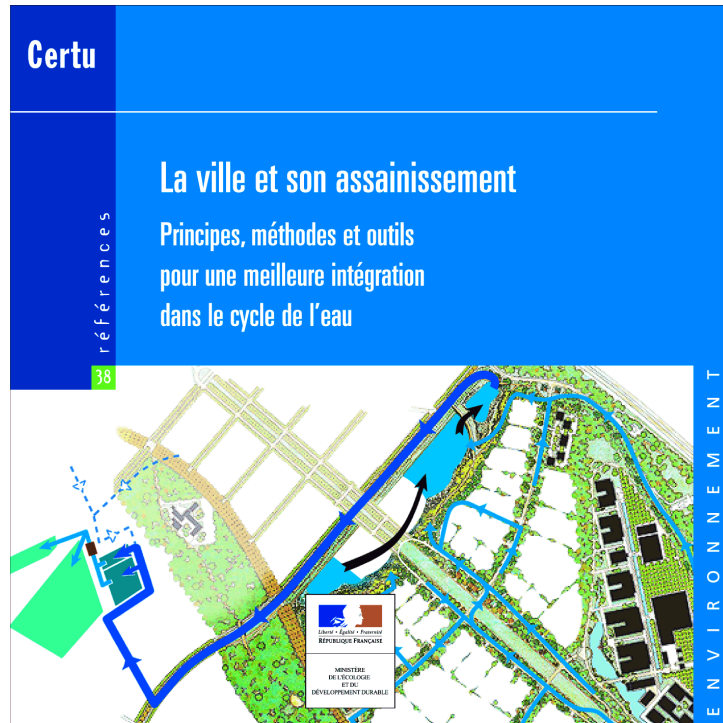 Certu
La ville et son assainissement
Principes, méthodes et outils
pour une meilleure intégration
dans le cycle de l'eau
références
38
ENVIRONNEMENT
Liberté • Égalité • Fraternité
RÉPUBLIQUE FRANÇAISE
MINISTÈRE
DE L'ÉCOLOGIE
ET DU
DÉVELOPPEMENT DURABLE